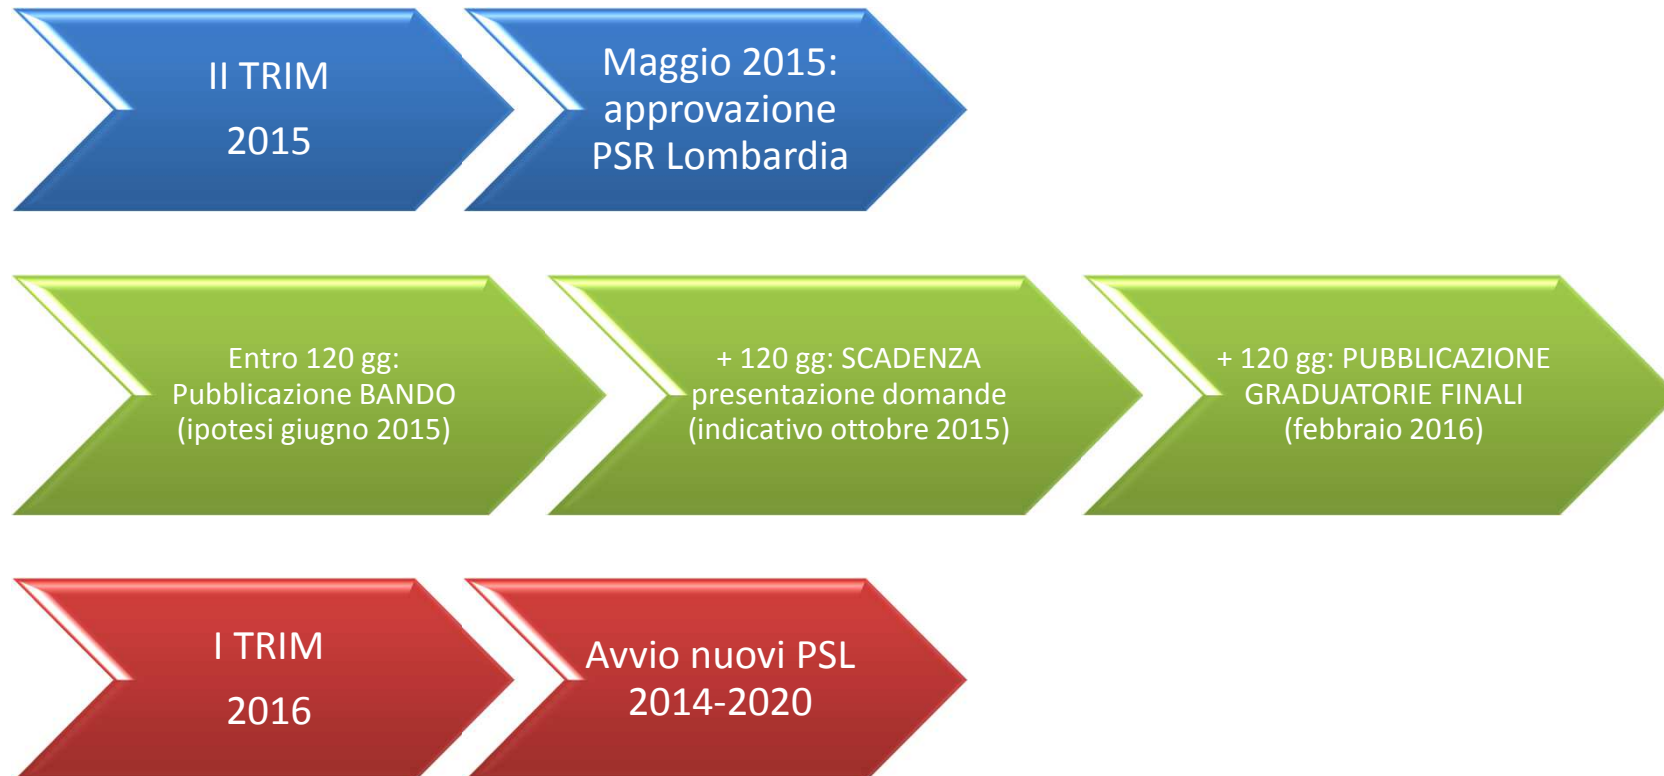 II TRIM
2015
Maggio 2015:
approvazione
PSR Lombardia
Entro 120 gg:
Pubblicazione BANDO
(ipotesi giugno 2015)
+ 120 gg: SCADENZA
presentazione domande
(indicativo ottobre 2015)
+ 120 gg: PUBBLICAZIONE
GRADUATORIE FINALI
(febbraio 2016)
I TRIM
2016
Avvio nuovi PSL
2014-2020